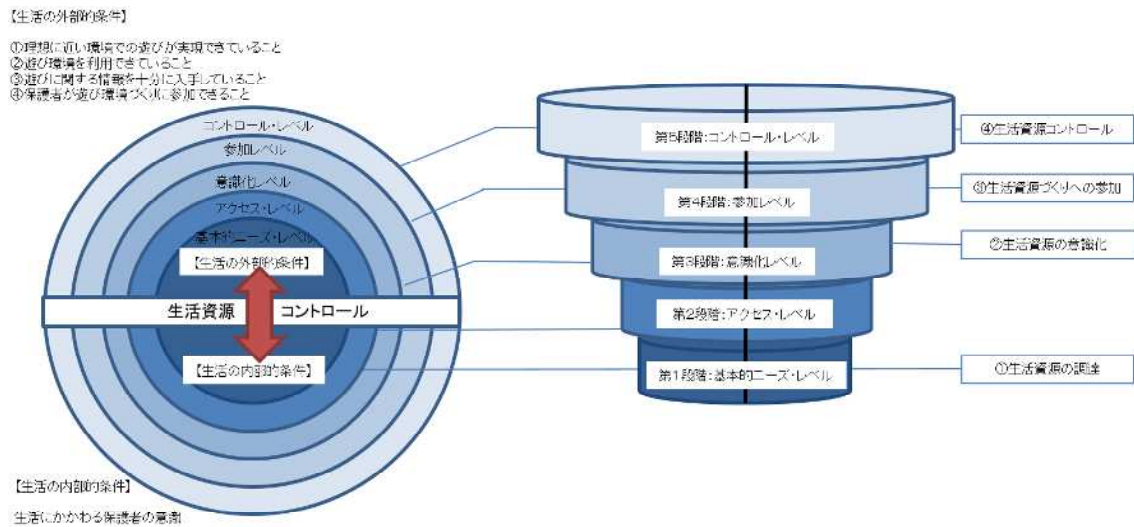 【生活の外部的条件】
①理想に近い環境での遊びが実現できていること
②遊び環境を利用できていること
③遊びに関する情報を十分に入手していること
④保護者が遊び環境づくりに参加できること
コントロール・レベル
参加レベル
意識化レベル
アクセス・レベル
基本的ニーズ・レベル
【生活の外部的条件】
生活資源 コントロール
【生活の内部的条件】
【生活の内部的条件】
生活にかかわる保護者の意識
第5段階:コントロール・レベル
第4段階:参加レベル
第3段階:意識化レベル
第2段階:アクセス・レベル
第1段階:基本的ニーズ・レベル
④生活資源コントロール
③生活資源づくりへの参加
②生活資源の意識化
①生活資源の調達